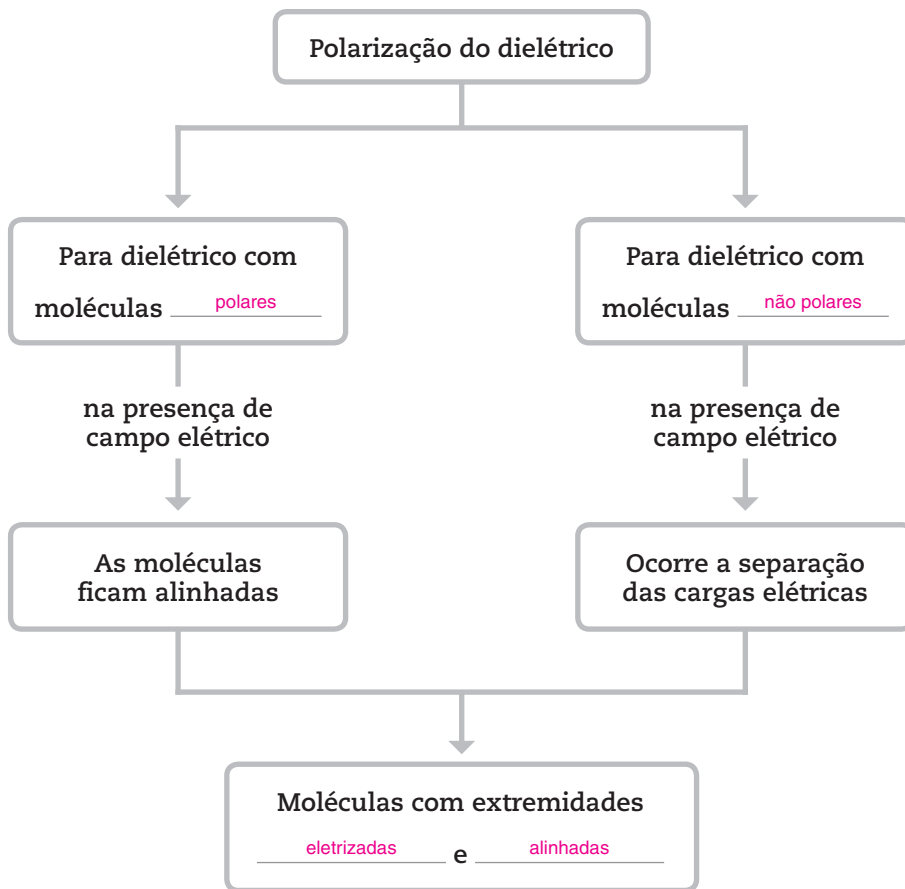 Polarização do dielétrico
Para dielétrico com
moléculas polares
Para dielétrico com
moléculas não polares
na presença de
campo elétrico
na presença de
campo elétrico
As moléculas
ficam alinhadas
Ocorre a separação
das cargas elétricas
Moléculas com extremidades
eletrizadas e alinhadas